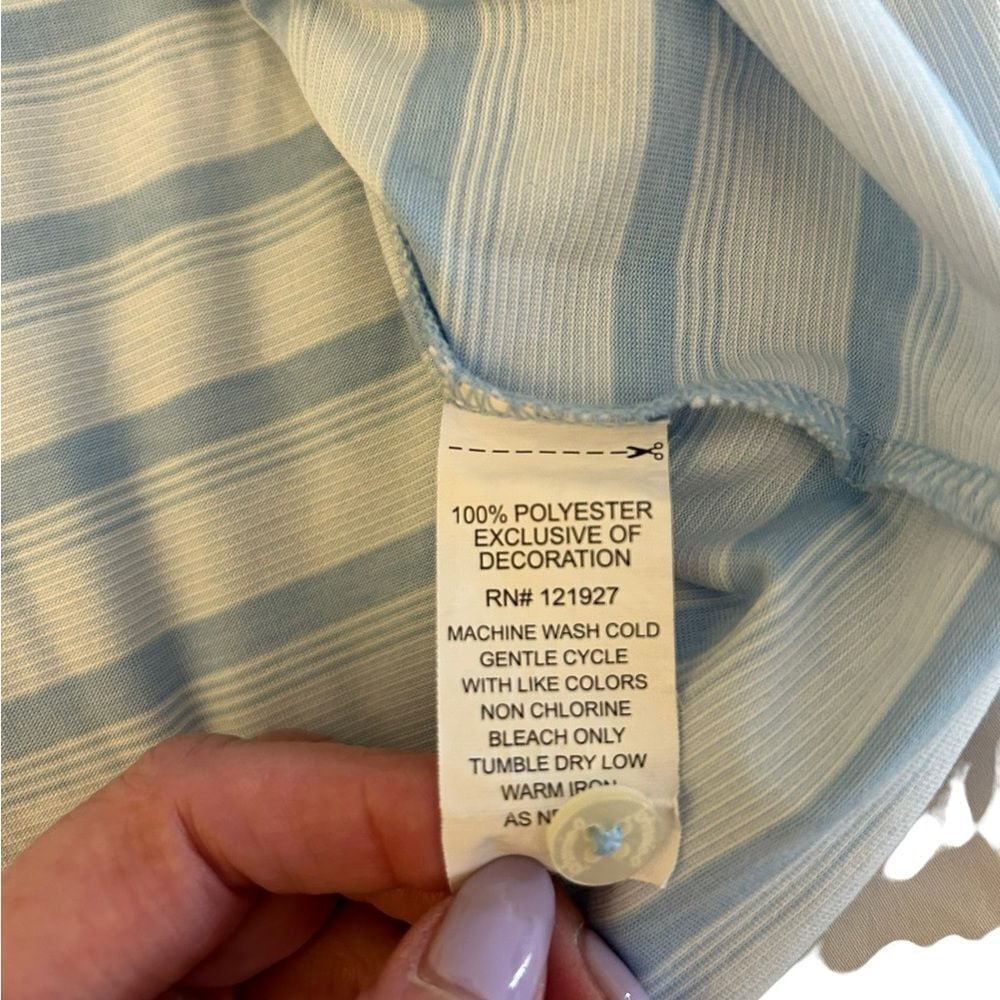 100% POLYESTER
EXCLUSIVE OF
DECORATION
RN# 121927
MACHINE WASH COLD
GENTLE CYCLE
WITH LIKE COLORS
NON CHLORINE
BLEACH ONLY
TUMBLE DRY LOW
WARM
AS